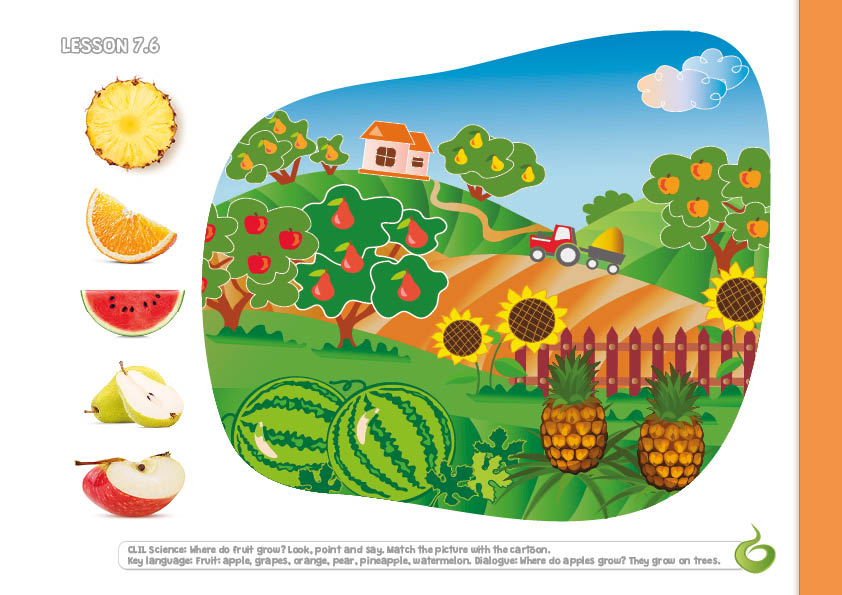 LESSON 7.6
CLIL Science: Where do fruit grow? Look, point and say. Match the picture with the cartoon.
Key language: Fruit: apple, grapes, orange, pear, pineapple, watermelon. Dialogue: Where do apples grow? They grow on trees.